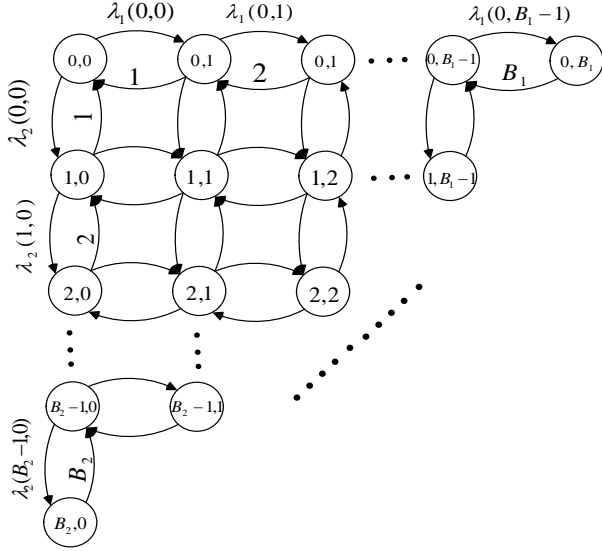 λ₁(0,0) λ₁(0,1) λ₁(0,B₁−1)
0,0 0,1 0,1 0,B₁−1 0,B₁
1 2 B₁
λ₂(0,0) 1
1,0 1,1 1,2 1,B₁−1
λ₂(1,0) 2
2,0 2,1 2,2
B₂−1,0 B₂−1,1
λ₂(B₂−1,0) B₂
B₂,0